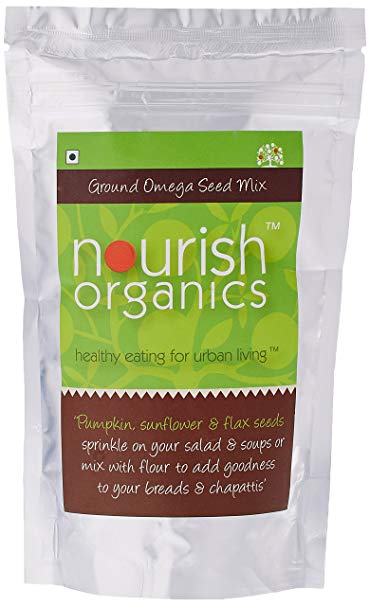 Ground Omega Seed Mix
nourish™
organics
healthy eating for urban living™
'Pumpkin, sunflower & flax seeds
sprinkle on your salad & soups or
mix with flour to add goodness
to your breads & chapattis'